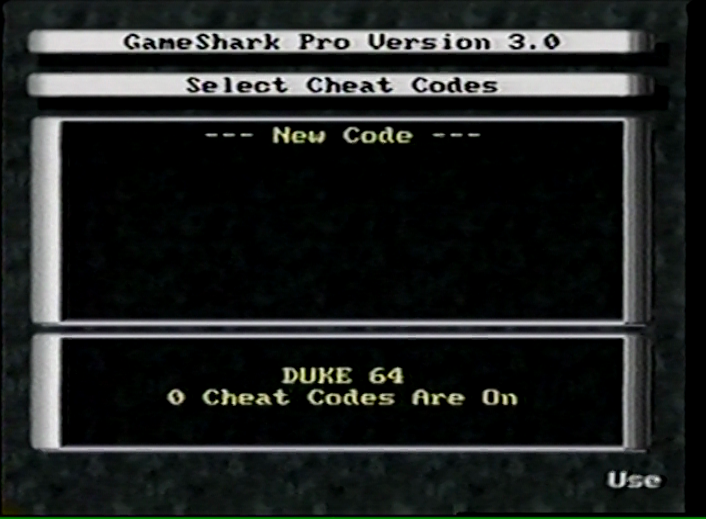 GameShark Pro Version 3.0
Select Cheat Codes
--- New Code ---
DUKE 64
0 Cheat Codes Are On
Use